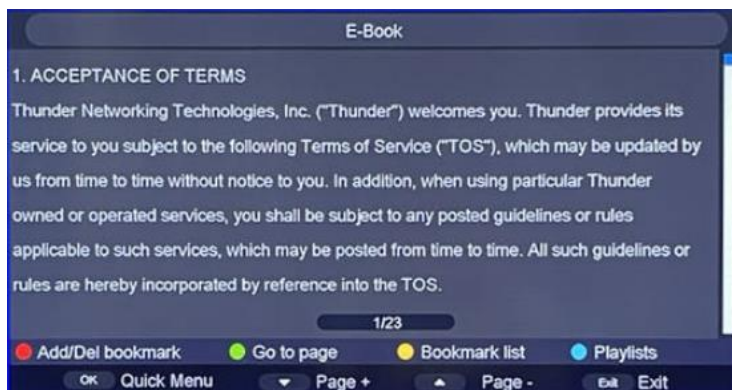 E-Book
1. ACCEPTANCE OF TERMS
Thunder Networking Technologies, Inc. ("Thunder") welcomes you. Thunder provides its
service to you subject to the following Terms of Service ("TOS"), which may be updated by
us from time to time without notice to you. In addition, when using particular Thunder
owned or operated services, you shall be subject to any posted guidelines or rules
applicable to such services, which may be posted from time to time. All such guidelines or
rules are hereby incorporated by reference into the TOS.
1/23
Add/Del bookmark Go to page Bookmark list Playlists
OK Quick Menu Page + Page - Exit Exit